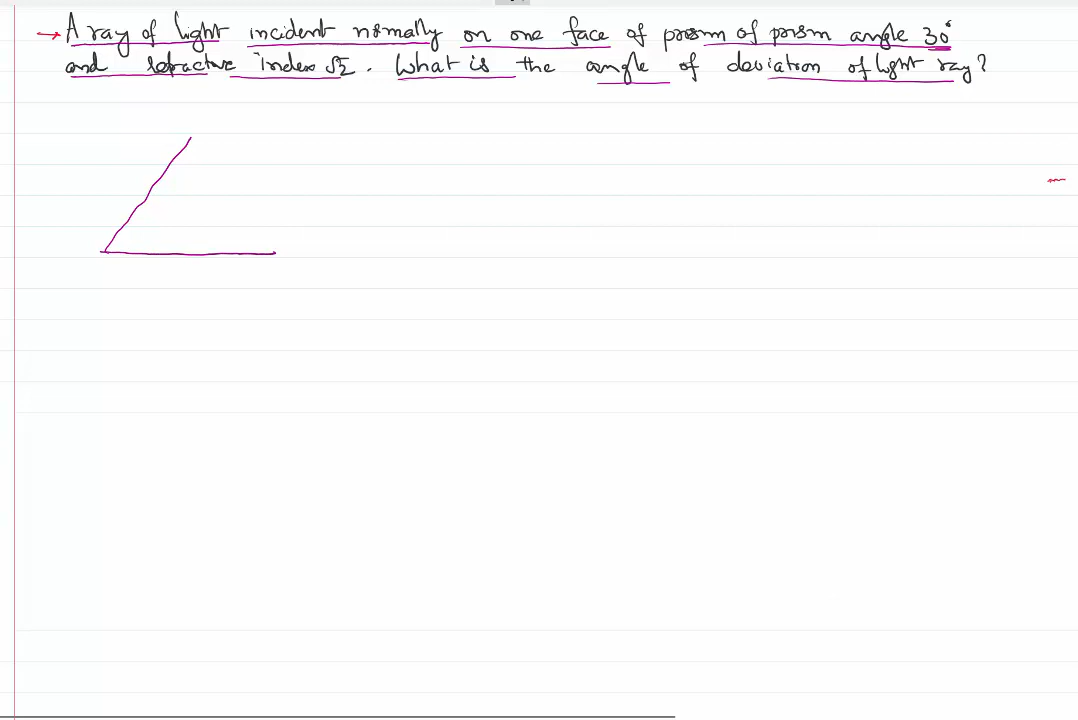 → A ray of light incident normally on one face of prism of prism angle 30°
and refractive index √2 . What is the angle of deviation of light ray?